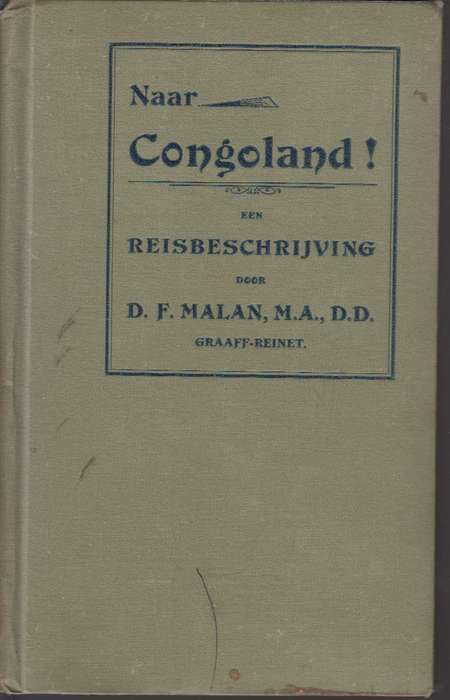 Naar
Congoland!
EEN
REISBESCHRIJVING
DOOR
D. F. MALAN, M.A., D.D.
GRAAFF-REINET.